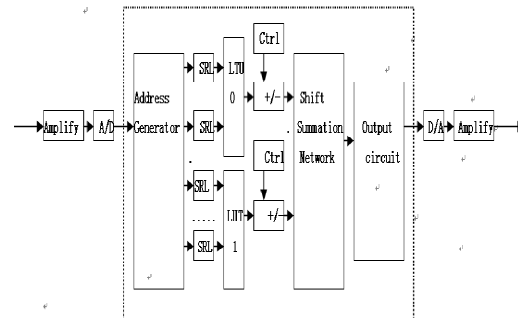 Ctrl
SRL
LTU
0
Address
Generator
+/-
Shift
Summation
Network
Output
circuit
Amplify
A/D
SRL
D/A
Amplify
Ctrl
SRL
.....
LUT
1
+/
SRL